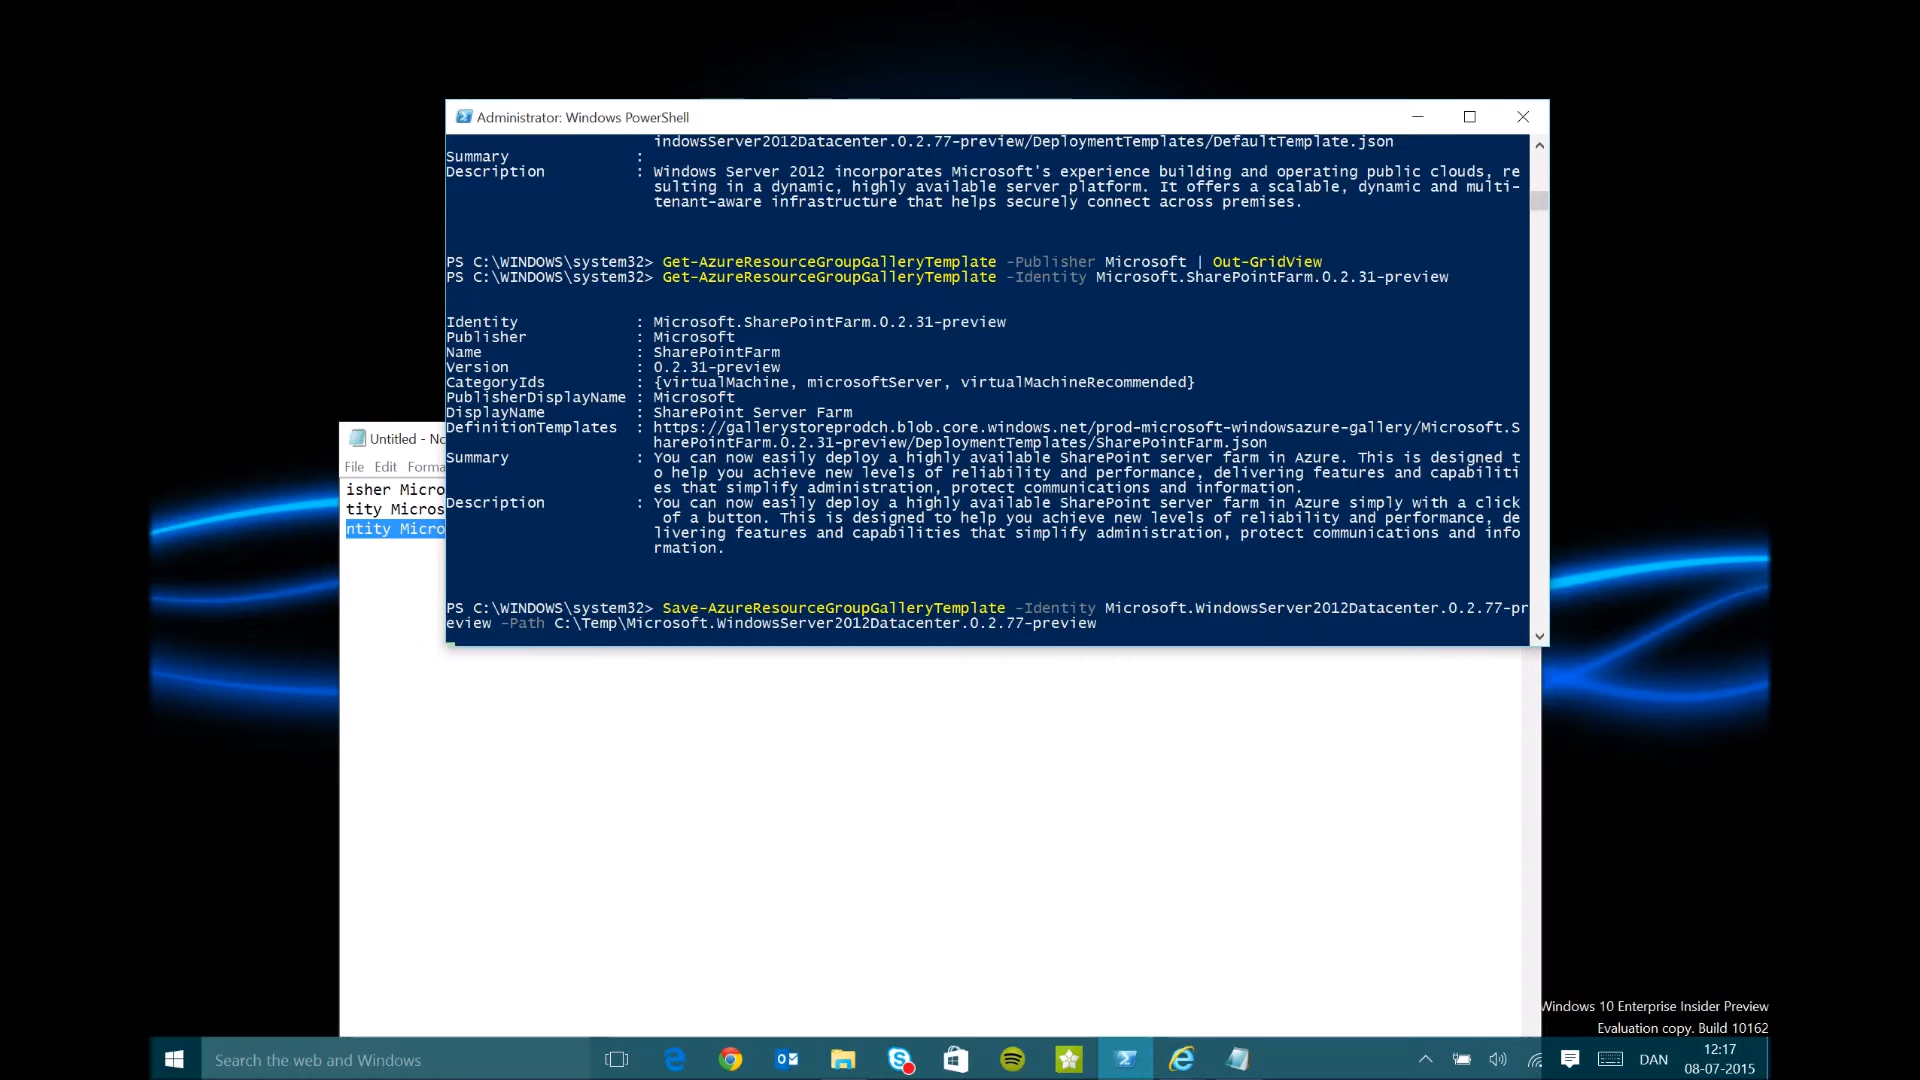 Administrator: Windows PowerShell
indowsServer2012Datacenter.0.2.77-preview/DeploymentTemplates/DefaultTemplate.json
Summary :
Description : Windows Server 2012 incorporates Microsoft's experience building and operating public clouds, re
sulting in a dynamic, highly available server platform. It offers a scalable, dynamic and multi-
tenant-aware infrastructure that helps securely connect across premises.
PS C:\WINDOWS\system32> Get-AzureResourceGroupGalleryTemplate -Publisher Microsoft | Out-GridView
PS C:\WINDOWS\system32> Get-AzureResourceGroupGalleryTemplate -Identity Microsoft.SharePointFarm.0.2.31-preview
Identity : Microsoft.SharePointFarm.0.2.31-preview
Publisher : Microsoft
Name : SharePointFarm
Version : 0.2.31-preview
CategoryIds : {virtualMachine, microsoftServer, virtualMachineRecommended}
PublisherDisplayName : Microsoft
DisplayName : SharePoint Server Farm
DefinitionTemplates : https://gallerystoreprodch.blob.core.windows.net/prod-microsoft-windowsazure-gallery/Microsoft.S
harePointFarm.0.2.31-preview/DeploymentTemplates/SharePointFarm.json
Summary : You can now easily deploy a highly available SharePoint server farm in Azure. This is designed t
o help you achieve new levels of reliability and performance, delivering features and capabiliti
es that simplify administration, protect communications and information.
Description : You can now easily deploy a highly available SharePoint server farm in Azure simply with a click
of a button. This is designed to help you achieve new levels of reliability and performance, de
livering features and capabilities that simplify administration, protect communications and info
rmation.
PS C:\WINDOWS\system32> Save-AzureResourceGroupGalleryTemplate -Identity Microsoft.WindowsServer2012Datacenter.0.2.77-pr
eview -Path C:\Temp\Microsoft.WindowsServer2012Datacenter.0.2.77-preview
Untitled - No
File Edit Forma
isher Micro
tity Micros
ntity Micro
Windows 10 Enterprise Insider Preview
Evaluation copy. Build 10162
Search the web and Windows
DAN
12:17
08-07-2015